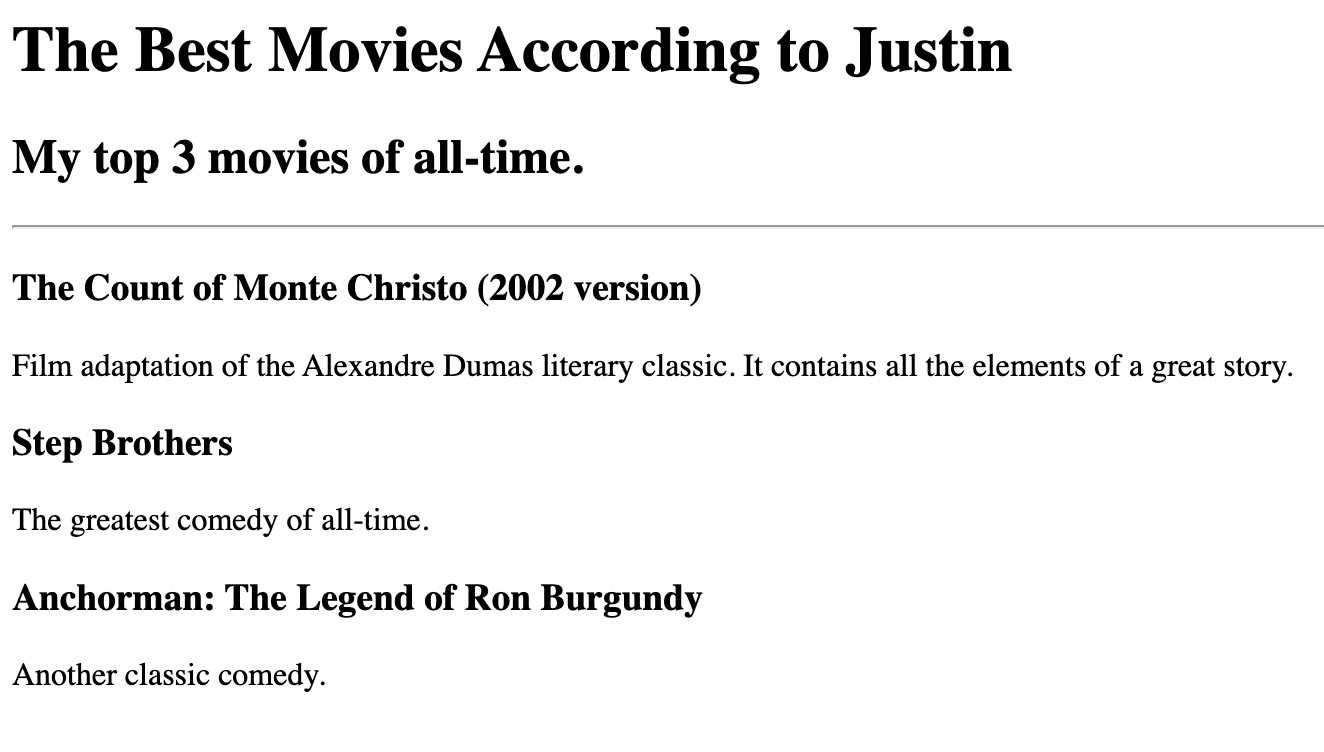 The Best Movies According to Justin
My top 3 movies of all-time.
The Count of Monte Christo (2002 version)
Film adaptation of the Alexandre Dumas literary classic. It contains all the elements of a great story.
Step Brothers
The greatest comedy of all-time.
Anchorman: The Legend of Ron Burgundy
Another classic comedy.